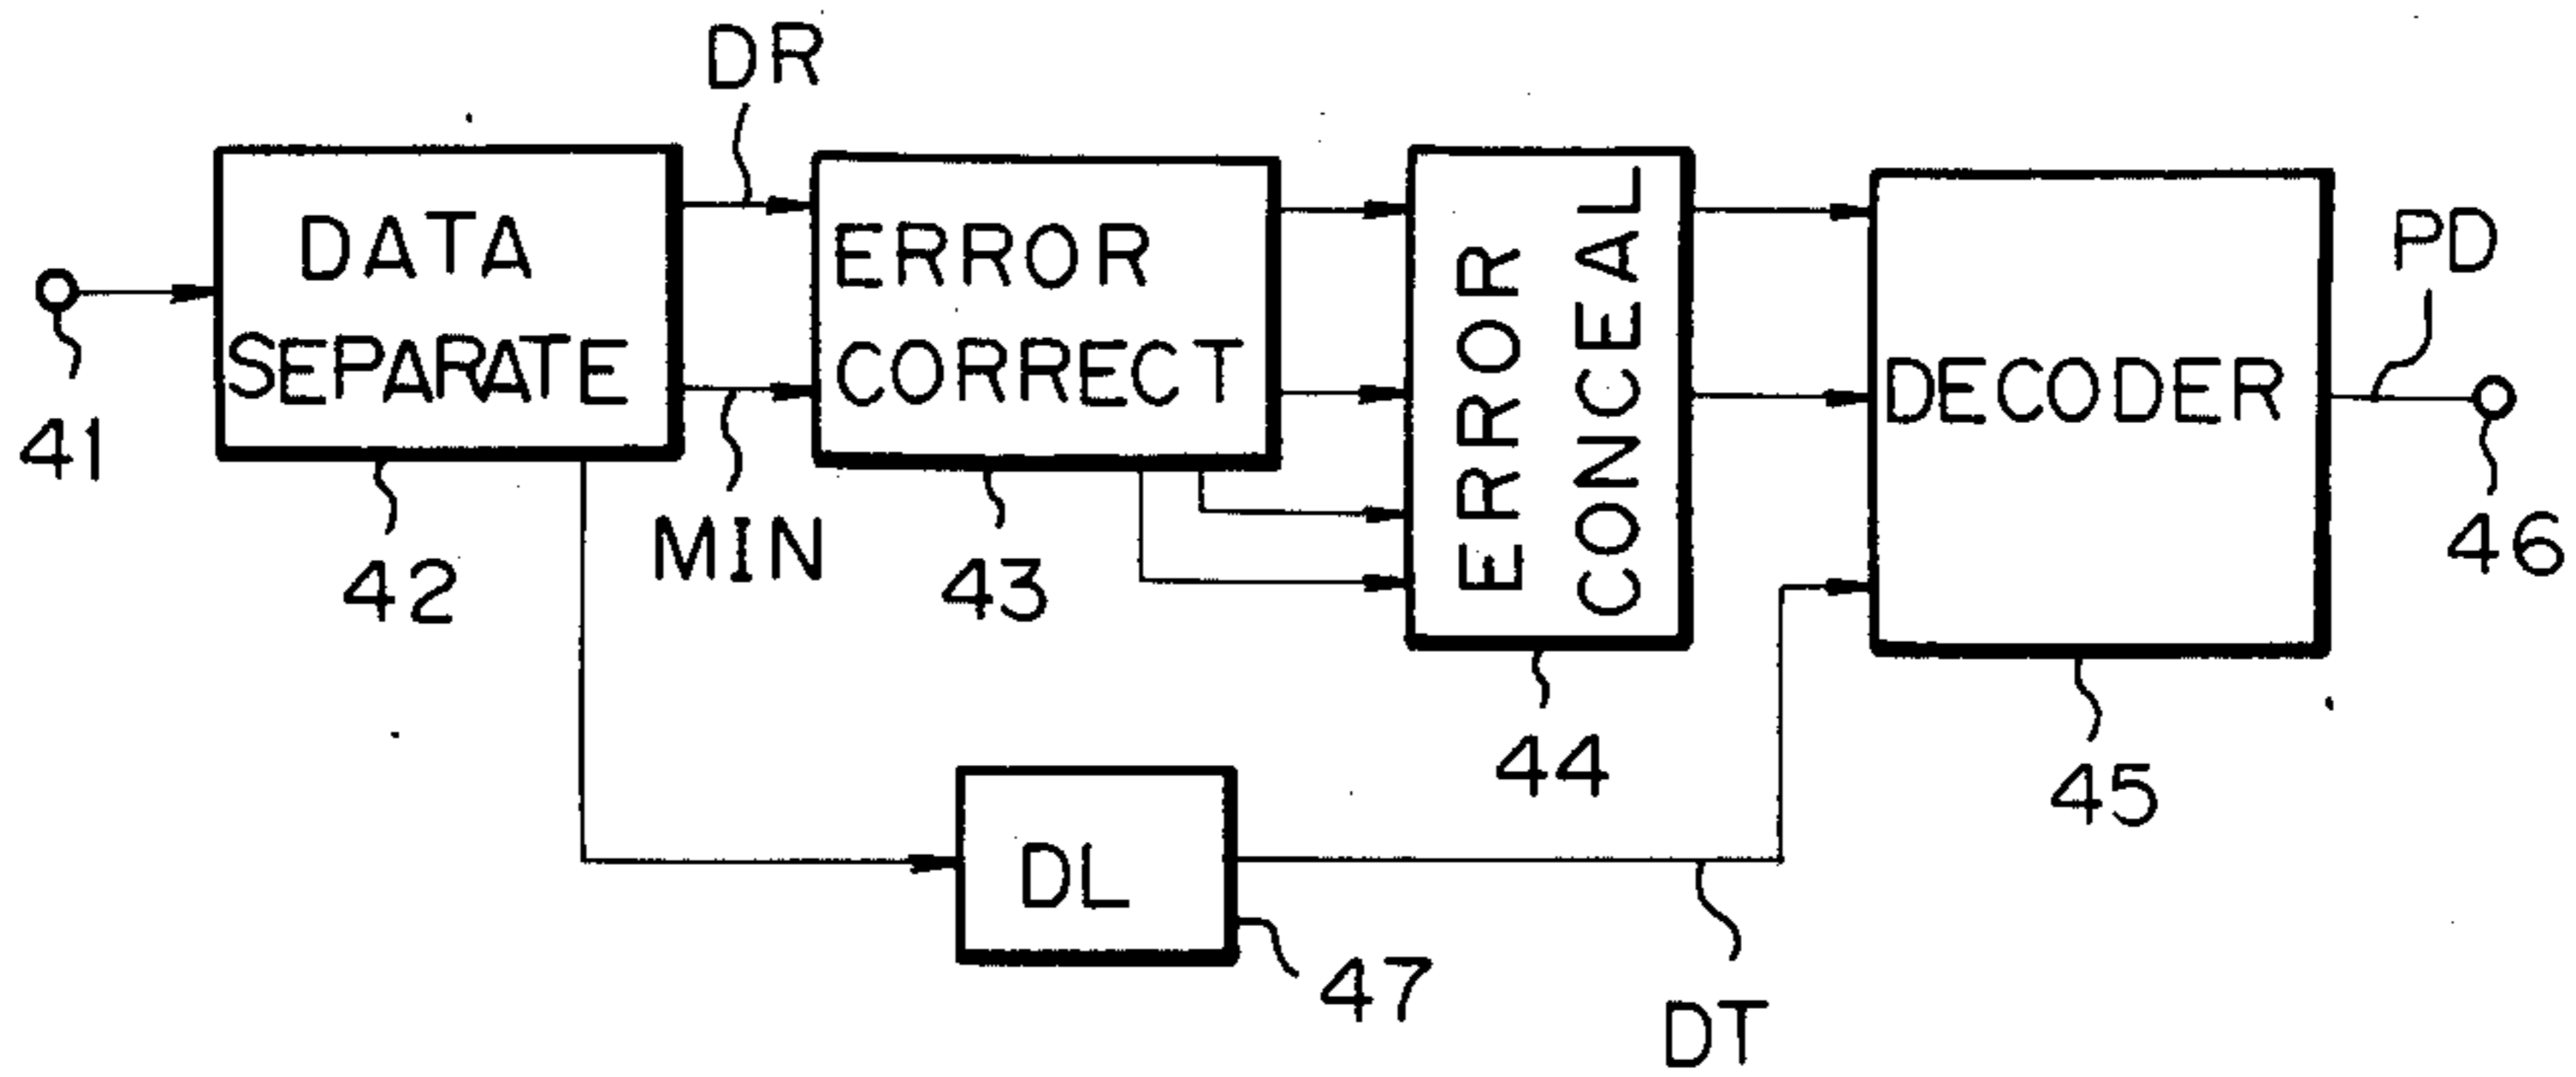 DR
DATA
SEPARATE
ERROR
CORRECT
ERROR
CONCEAL
DECODER
PD
41
42
MIN
43
44
45
46
DL
47
DT